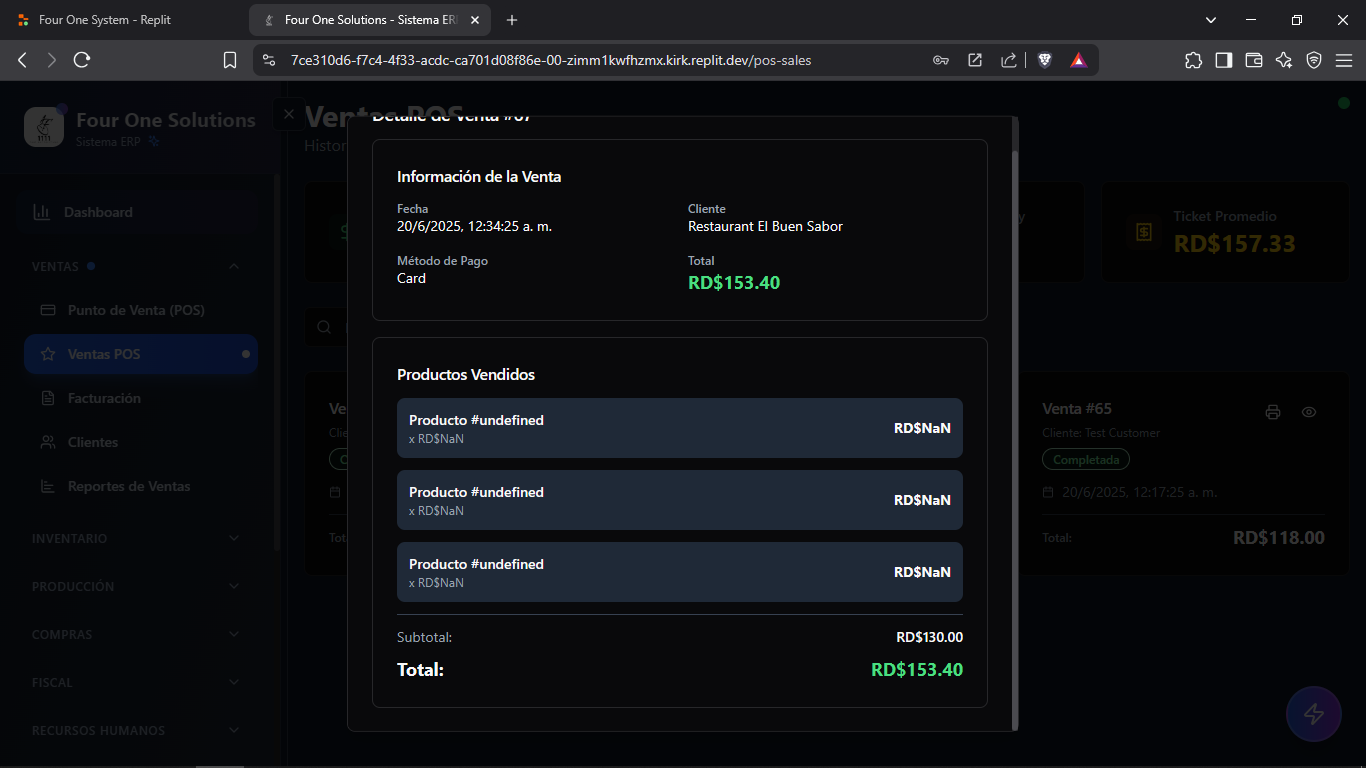 Four One System - Replit
Four One Solutions - Sistema ER
7ce310d6-f7c4-4f33-acdc-ca701d08f86e-00-zimm1kwfhzmx.kirk.replit.dev/pos-sales
Four One Solutions
Sistema ERP
Dashboard
VENTAS
Punto de Venta (POS)
Ventas POS
Facturación
Clientes
Reportes de Ventas
INVENTARIO
PRODUCCIÓN
COMPRAS
FISCAL
RECURSOS HUMANOS
Ventas POS
Histor
Detalle de Venta #67
Información de la Venta
Fecha
20/6/2025, 12:34:25 a. m.
Cliente
Restaurant El Buen Sabor
Método de Pago
Card
Total
RD$153.40
Productos Vendidos
Producto #undefined
x RD$NaN
RD$NaN
Producto #undefined
x RD$NaN
RD$NaN
Producto #undefined
x RD$NaN
RD$NaN
Subtotal:
RD$130.00
Total:
RD$153.40
y
Ticket Promedio
RD$157.33
Ve
Clie
C
Tot
Venta #65
Cliente: Test Customer
Completada
20/6/2025, 12:17:25 a. m.
Total:
RD$118.00